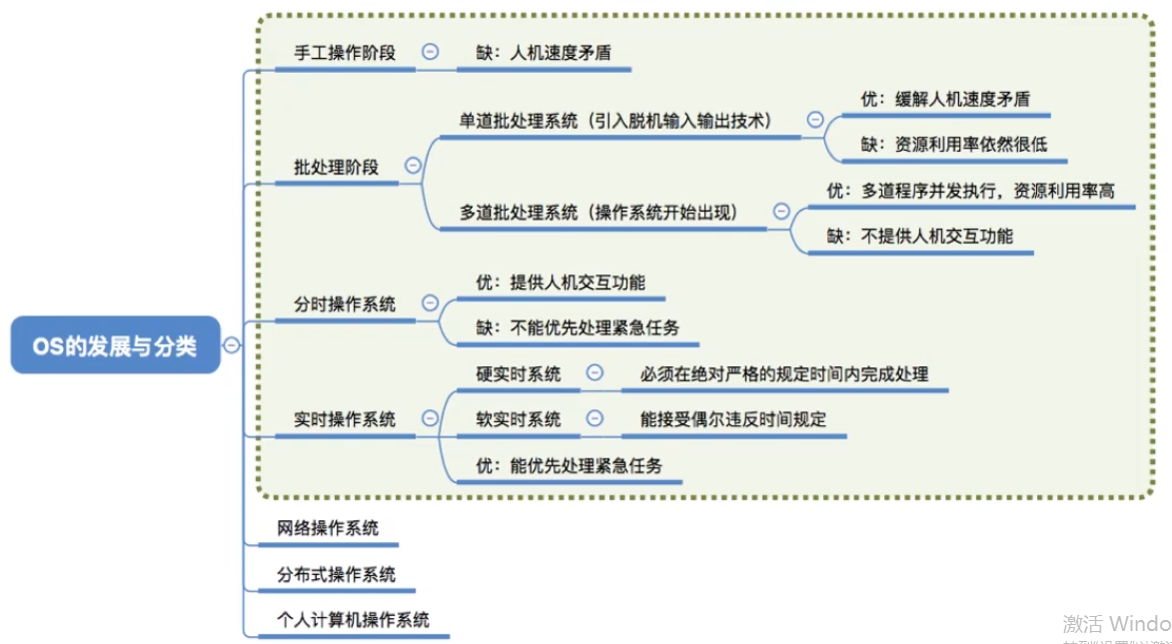 手工操作阶段
缺：人机速度矛盾
批处理阶段
单道批处理系统（引入脱机输入输出技术）
优：缓解人机速度矛盾
缺：资源利用率依然很低
多道批处理系统（操作系统开始出现）
优：多道程序并发执行，资源利用率高
缺：不提供人机交互功能
分时操作系统
优：提供人机交互功能
缺：不能优先处理紧急任务
OS的发展与分类
实时操作系统
硬实时系统
必须在绝对严格的规定时间内完成处理
软实时系统
能接受偶尔违反时间规定
优：能优先处理紧急任务
网络操作系统
分布式操作系统
个人计算机操作系统
激活 Windo